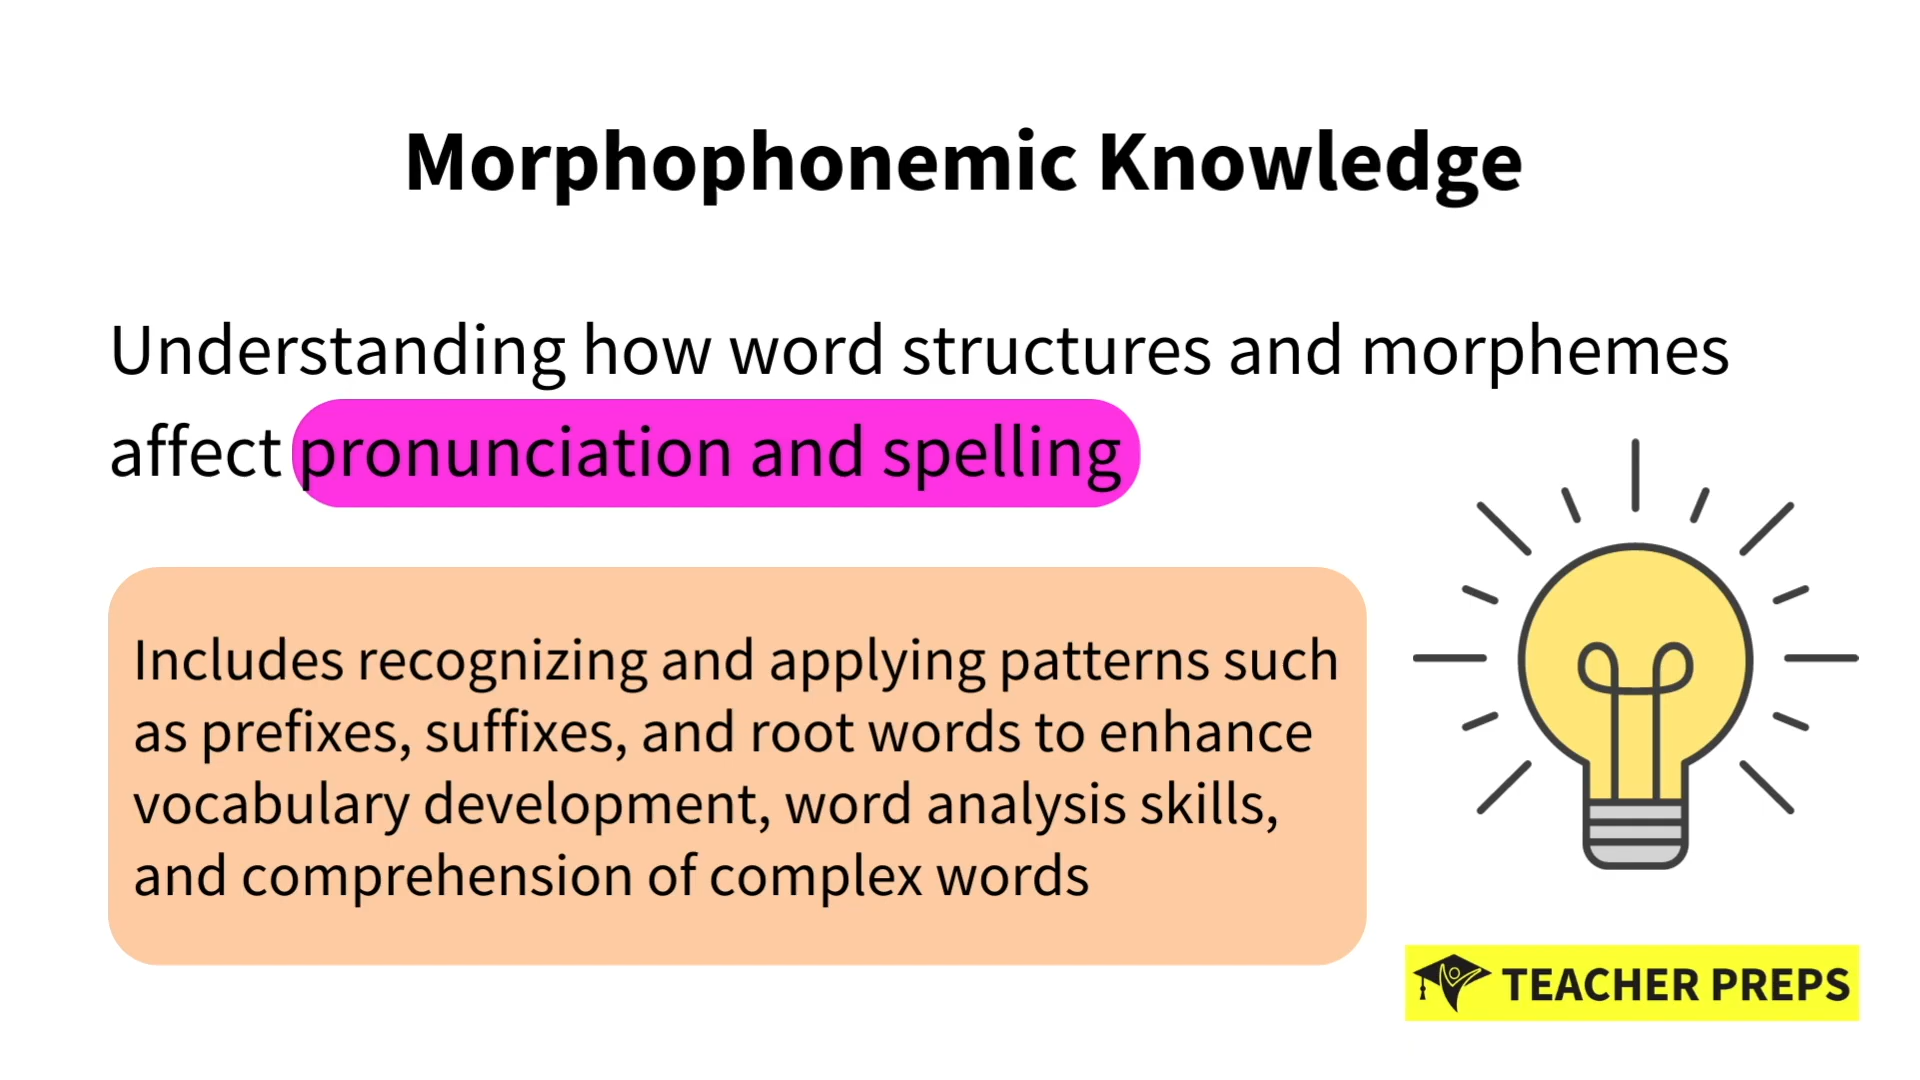 Morphophonemic Knowledge
Understanding how word structures and morphemes
affect pronunciation and spelling
Includes recognizing and applying patterns such
as prefixes, suffixes, and root words to enhance
vocabulary development, word analysis skills,
and comprehension of complex words
TEACHER PREPS